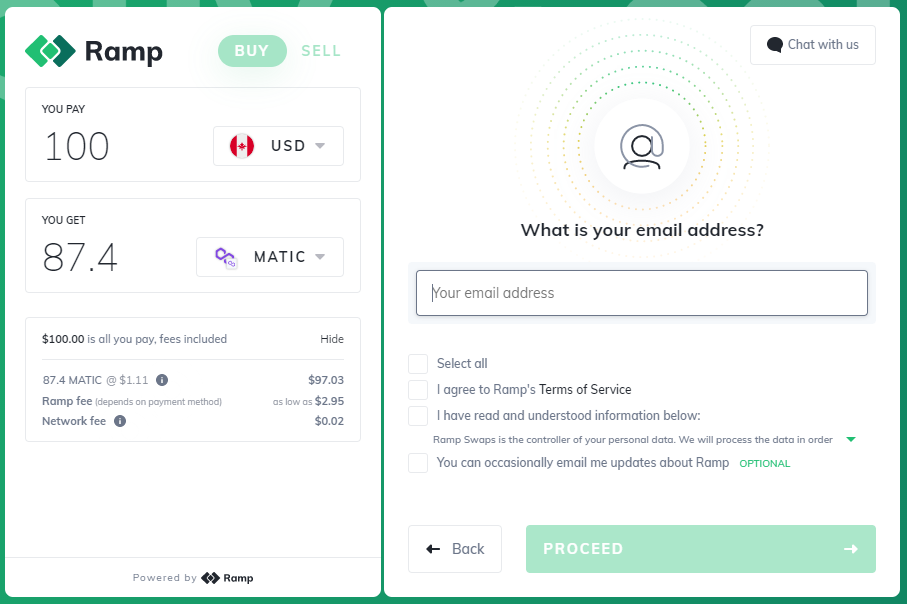 Ramp
BUY SELL
YOU PAY
100
USD
YOU GET
87.4
MATIC
$100.00 is all you pay, fees included Hide
87.4 MATIC @ $1.11 $97.03
Ramp fee (depends on payment method) as low as $2.95
Network fee $0.02
Powered by Ramp
Chat with us
What is your email address?
Your email address
Select all
I agree to Ramp's Terms of Service
I have read and understood information below:
Ramp Swaps is the controller of your personal data. We will process the data in order
You can occasionally email me updates about Ramp OPTIONAL
Back
PROCEED